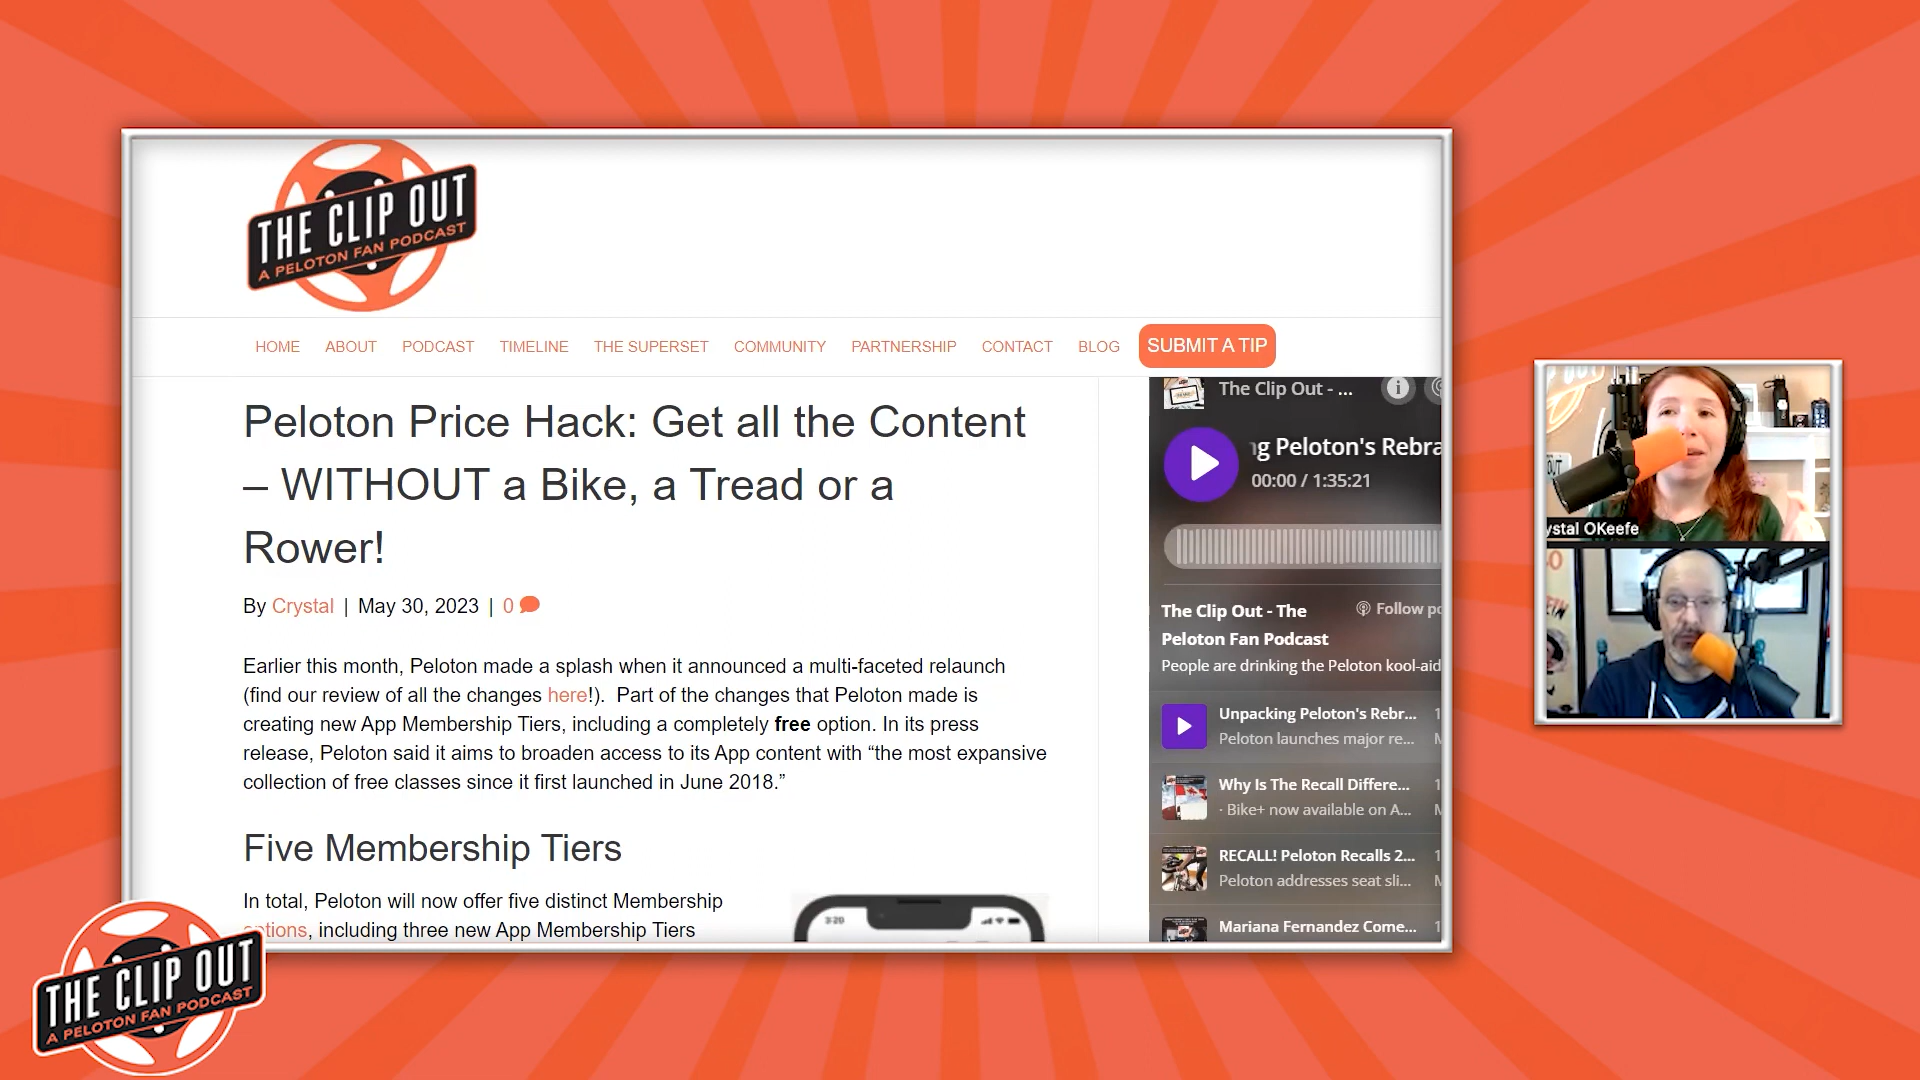 THE CLIP OUT
A PELOTON FAN PODCAST
HOME ABOUT PODCAST TIMELINE THE SUPERSET COMMUNITY PARTNERSHIP CONTACT BLOG SUBMIT A TIP
Peloton Price Hack: Get all the Content
– WITHOUT a Bike, a Tread or a
Rower!
By Crystal | May 30, 2023 | 0
Earlier this month, Peloton made a splash when it announced a multi-faceted relaunch
(find our review of all the changes here!). Part of the changes that Peloton made is
creating new App Membership Tiers, including a completely free option. In its press
release, Peloton said it aims to broaden access to its App content with “the most expansive
collection of free classes since it first launched in June 2018.”
Five Membership Tiers
In total, Peloton will now offer five distinct Membership
options, including three new App Membership Tiers
3:20
The Clip Out - ...
g Peloton's Rebra
00:00 / 1:35:21
The Clip Out - The
Peloton Fan Podcast
Follow po
People are drinking the Peloton kool-aid
Unpacking Peloton's Rebr...
Peloton launches major re...
Why Is The Recall Differe...
· Bike+ now available on A...
RECALL! Peloton Recalls 2...
Peloton addresses seat sli...
Mariana Fernandez Come...
ystal OKeefe
THE CLIP OUT
A PELOTON FAN PODCAST